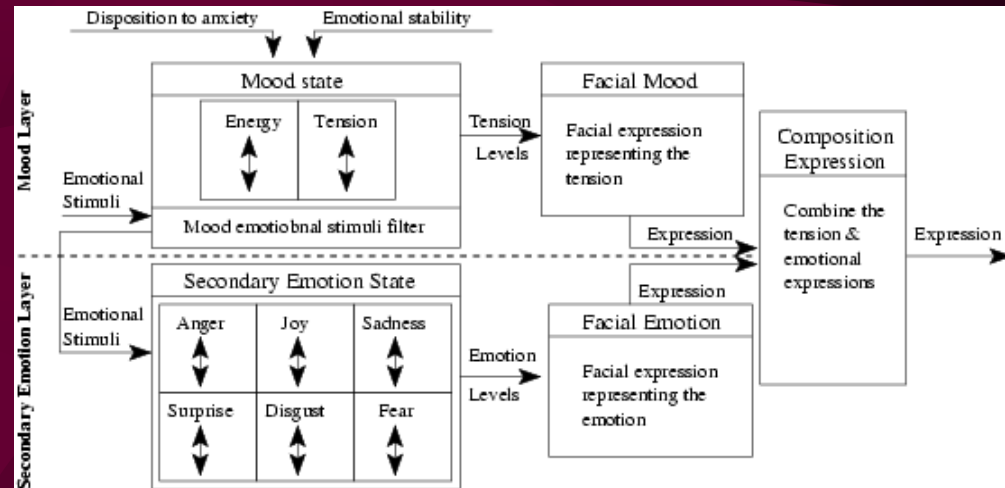 Disposition to anxiety
Emotional stability
Mood Layer
Mood state
Energy
Tension
Emotional
Stimuli
Mood emotiobnal stimuli filter
Tension
Levels
Facial Mood
Facial expression
representing the
tension
Expression
Composition
Expression
Combine the
tension &
emotional
expressions
Expression
Secondary Emotion Layer
Emotional
Stimuli
Secondary Emotion State
Anger
Joy
Sadness
Surprise
Disgust
Fear
Emotion
Levels
Expression
Facial Emotion
Facial expression
representing the
emotion